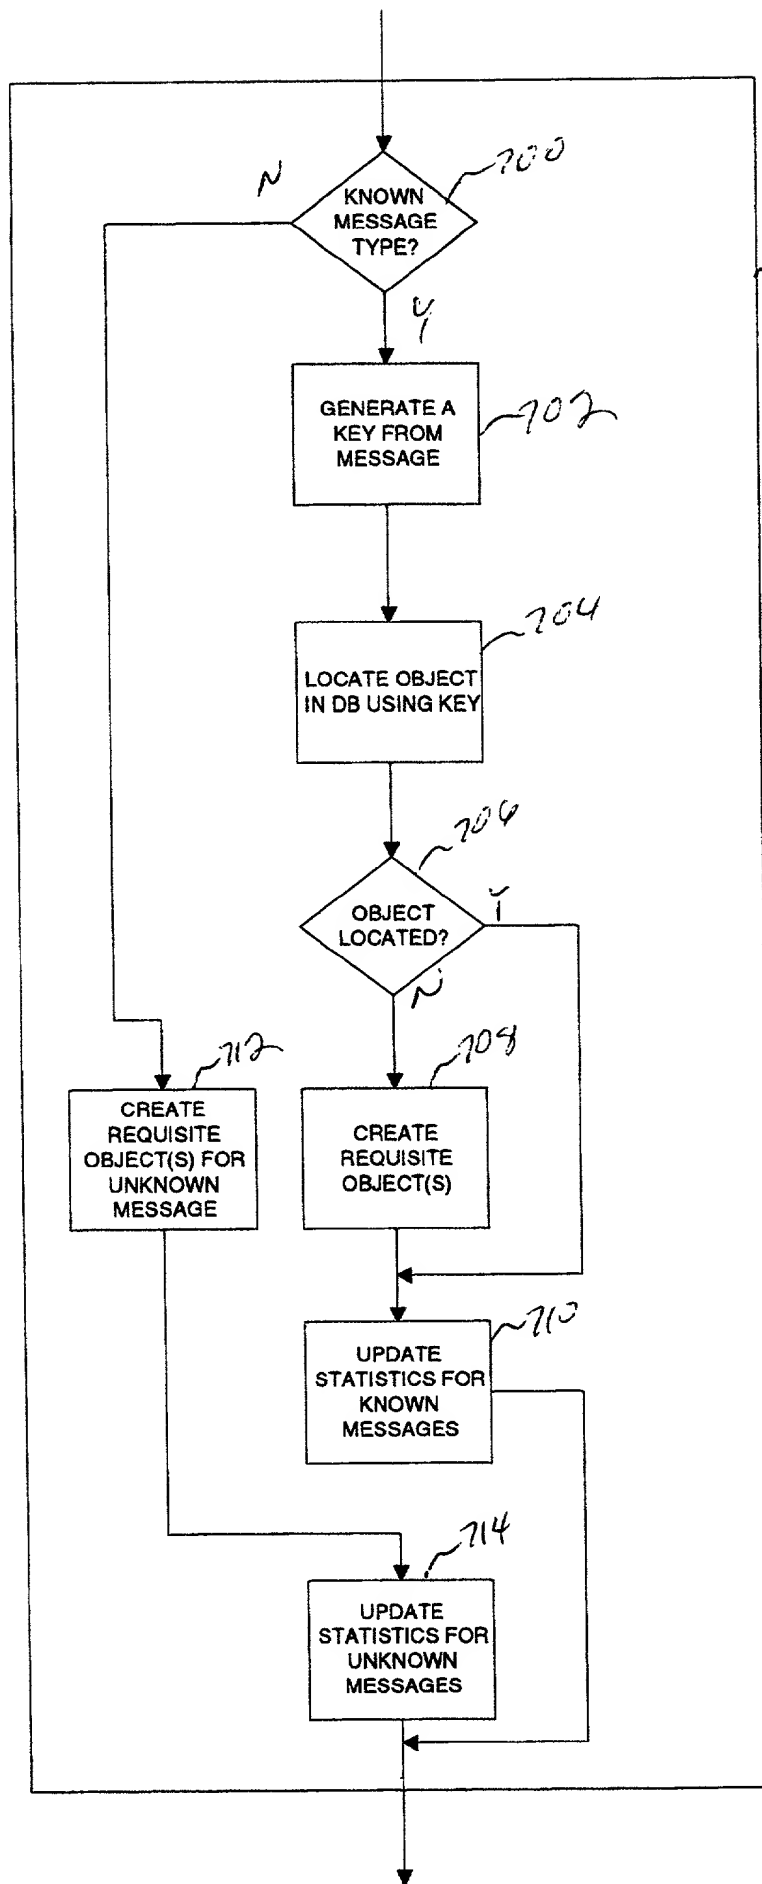 700
N
KNOWN
MESSAGE
TYPE?
Y
GENERATE A
KEY FROM
MESSAGE
702
704
LOCATE OBJECT
IN DB USING KEY
706
Y
OBJECT
LOCATED?
N
712
708
CREATE
REQUISITE
OBJECT(S) FOR
UNKNOWN
MESSAGE
CREATE
REQUISITE
OBJECT(S)
710
UPDATE
STATISTICS FOR
KNOWN
MESSAGES
714
UPDATE
STATISTICS FOR
UNKNOWN
MESSAGES